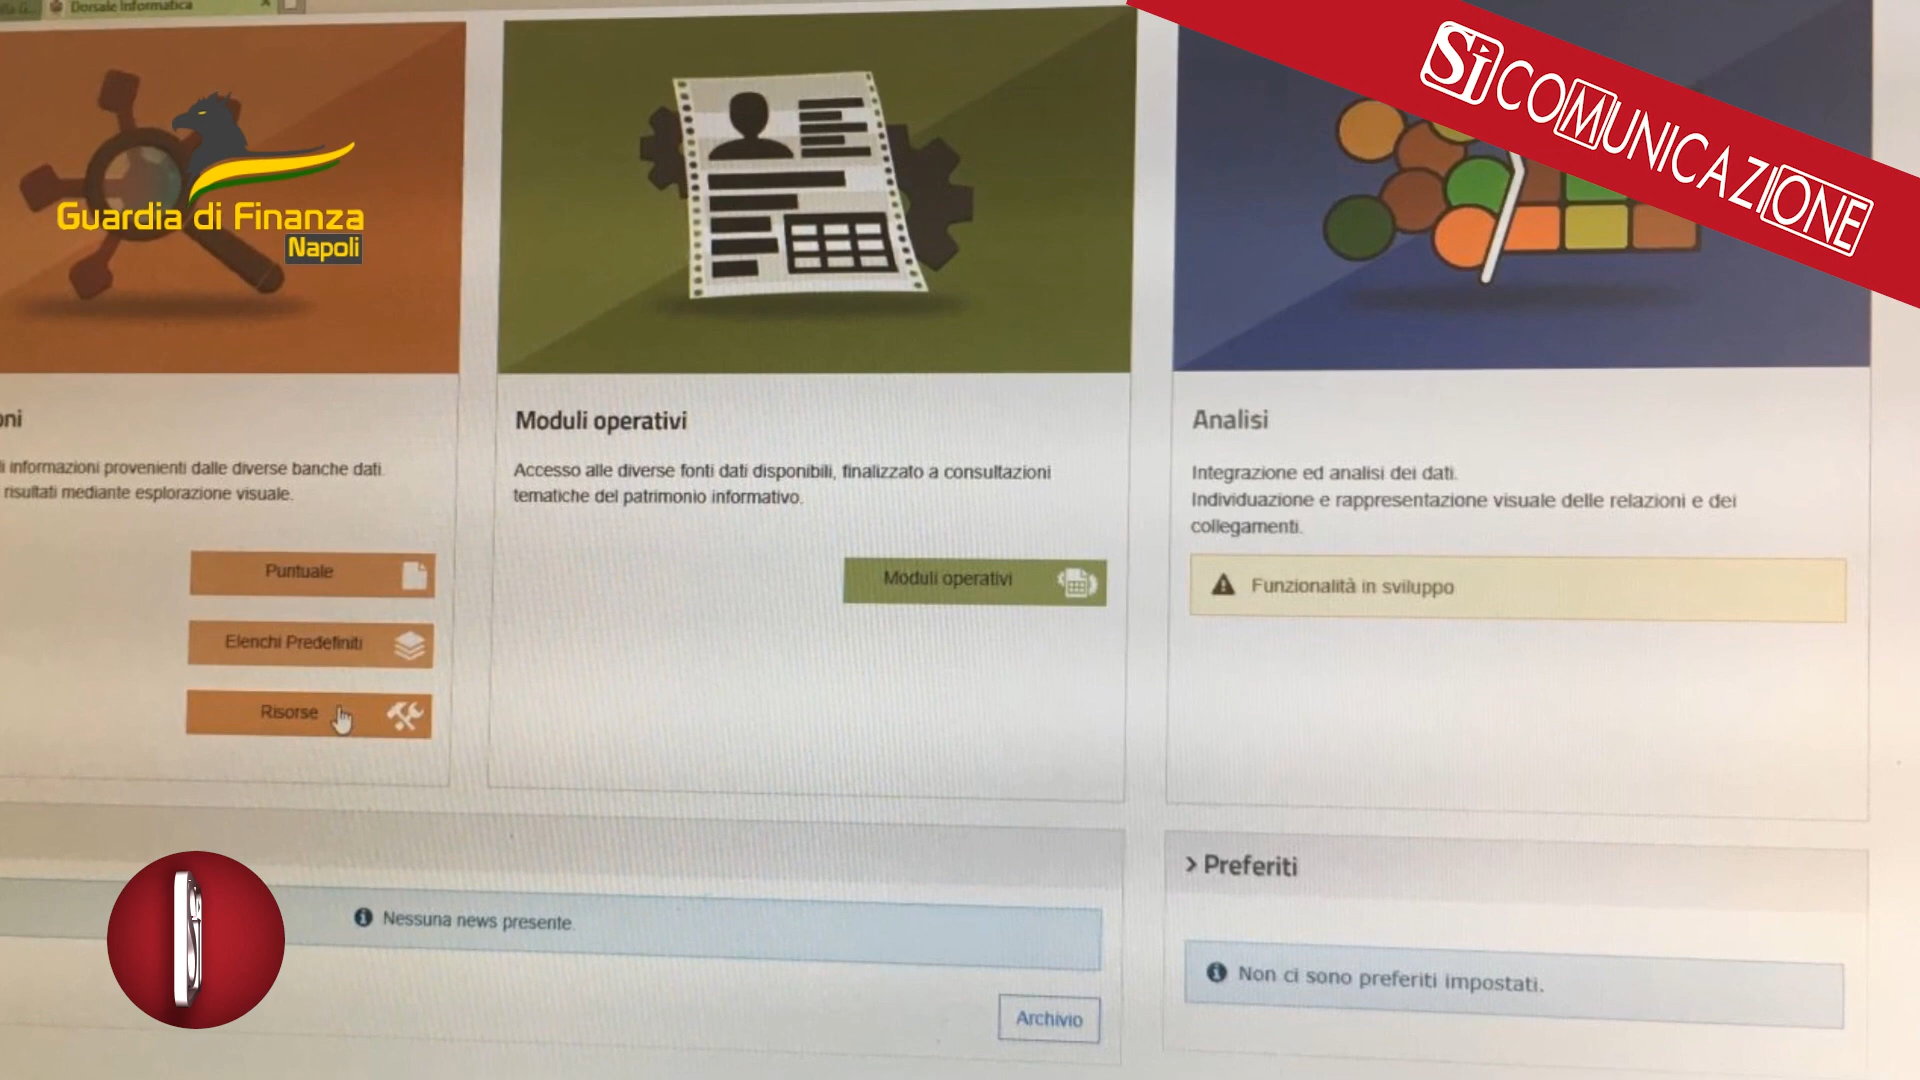 Dorsale Informatica
Sì COMUNICAZIONE
Guardia di Finanza
Napoli
oni
Moduli operativi
Analisi
i informazioni provenienti dalle diverse banche dati.
risultati mediante esplorazione visuale.
Accesso alle diverse fonti dati disponibili, finalizzato a consultazioni
tematiche del patrimonio informativo.
Integrazione ed analisi dei dati.
Individuazione e rappresentazione visuale delle relazioni e dei
collegamenti.
Puntuale
Moduli operativi
Funzionalità in sviluppo
Elenchi Predefiniti
Risorse
Preferiti
Nessuna news presente.
Non ci sono preferiti impostati.
Archivio